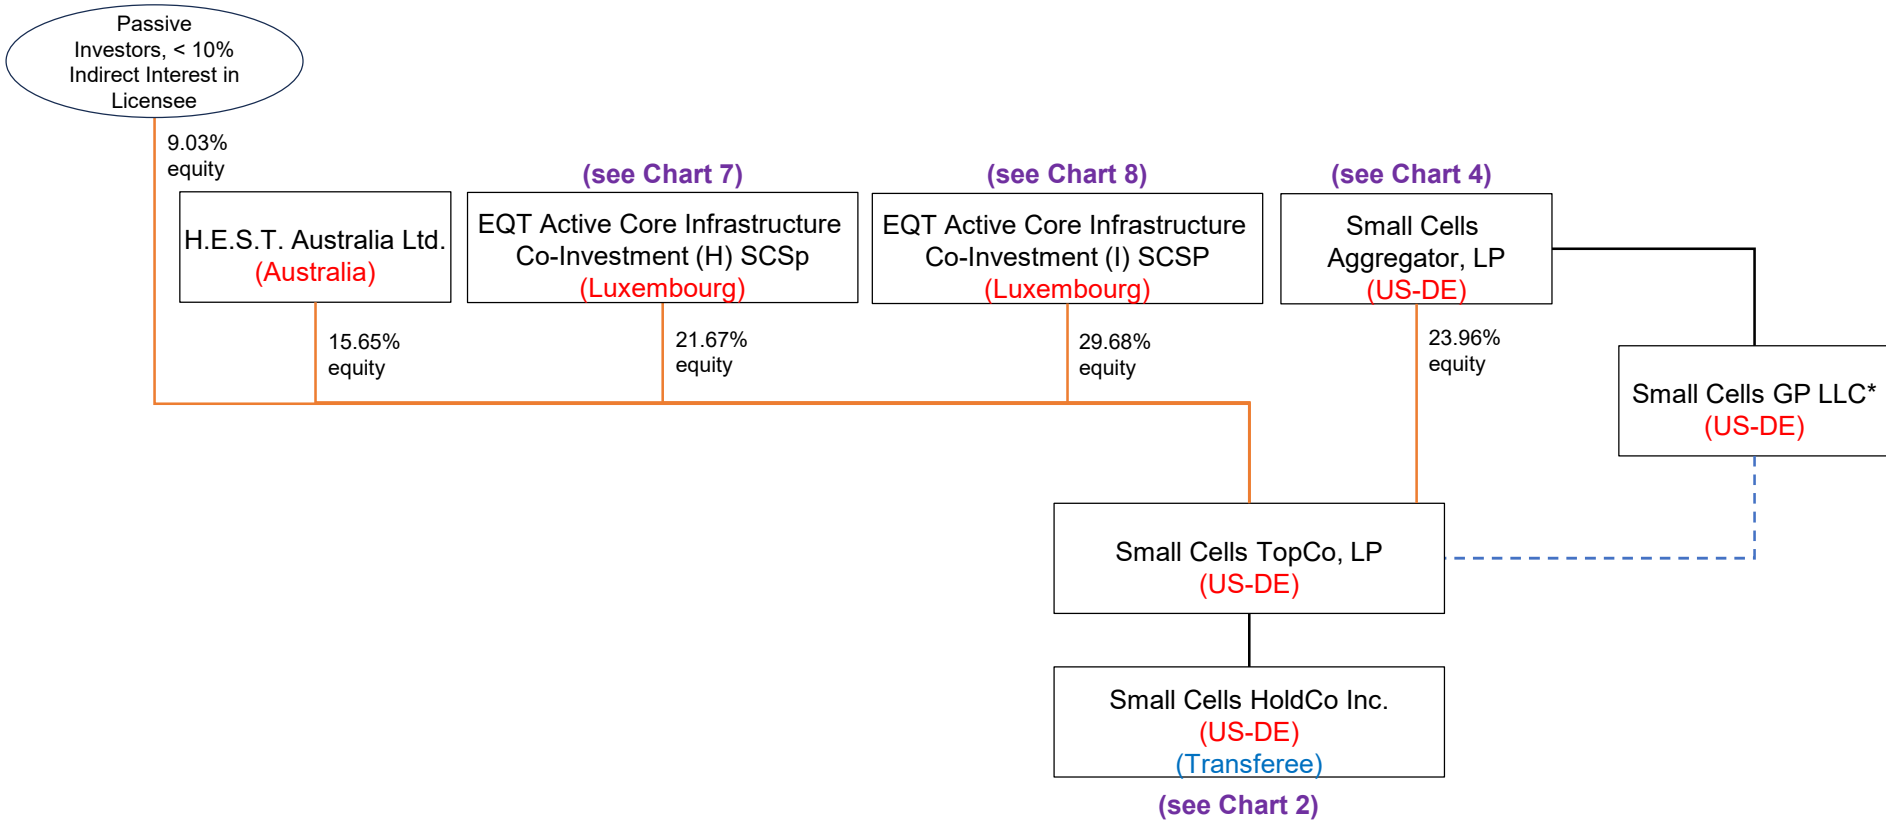 Passive
Investors, < 10%
Indirect Interest in
Licensee
9.03%
equity
H.E.S.T. Australia Ltd.
(Australia)
15.65%
equity
(see Chart 7)
EQT Active Core Infrastructure
Co-Investment (H) SCSp
(Luxembourg)
21.67%
equity
(see Chart 8)
EQT Active Core Infrastructure
Co-Investment (I) SCSP
(Luxembourg)
29.68%
equity
(see Chart 4)
Small Cells
Aggregator, LP
(US-DE)
23.96%
equity
Small Cells GP LLC*
(US-DE)
Small Cells TopCo, LP
(US-DE)
Small Cells HoldCo Inc.
(US-DE)
(Transferee)
(see Chart 2)